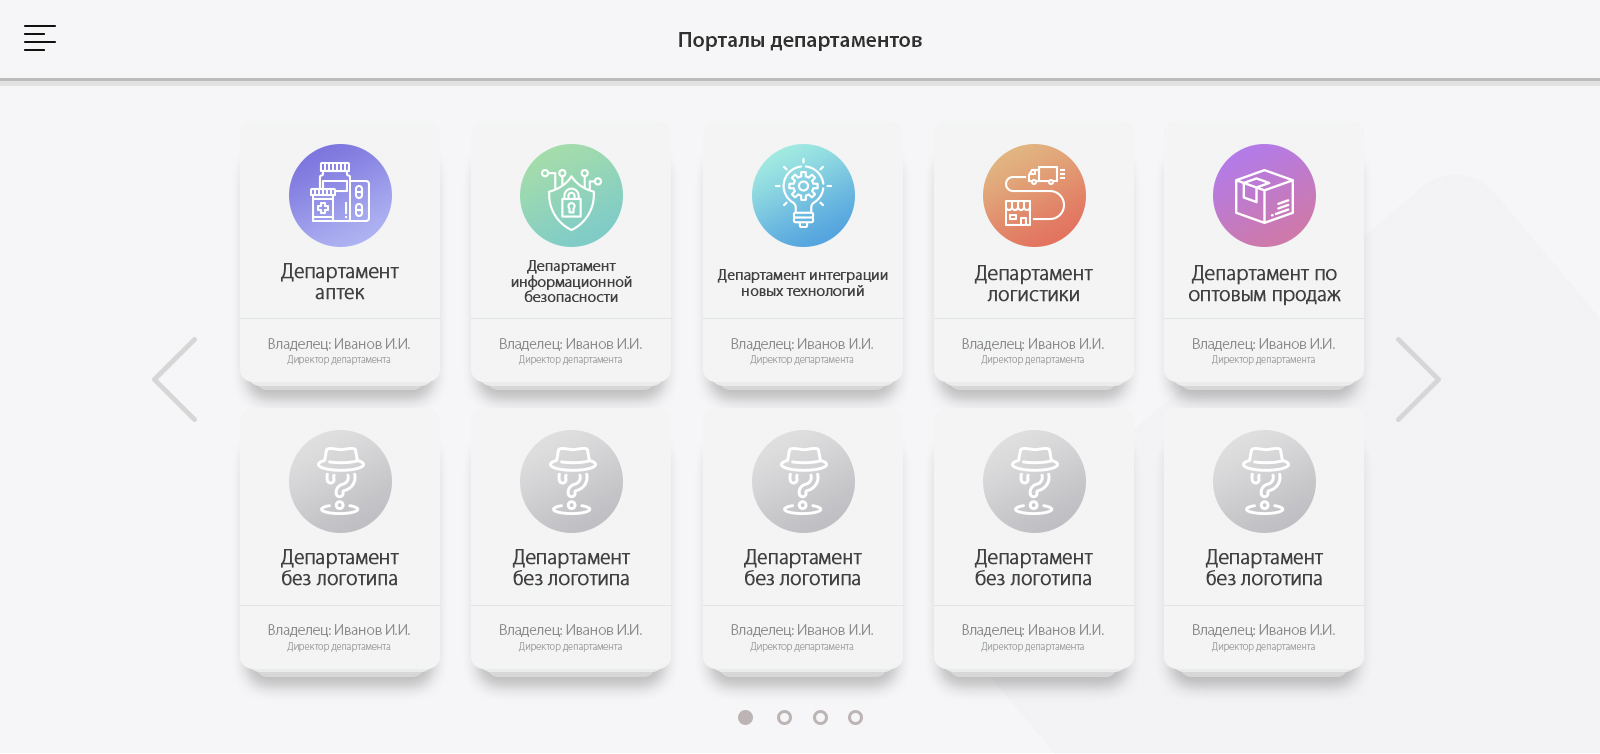 Порталы департаментов
Департамент
аптек
Владелец: Иванов И.И.
Директор департамента
Департамент
информационной
безопасности
Владелец: Иванов И.И.
Директор департамента
Департамент интеграции
новых технологий
Владелец: Иванов И.И.
Директор департамента
Департамент
логистики
Владелец: Иванов И.И.
Директор департамента
Департамент по
оптовым продаж
Владелец: Иванов И.И.
Директор департамента
Департамент
без логотипа
Владелец: Иванов И.И.
Директор департамента
Департамент
без логотипа
Владелец: Иванов И.И.
Директор департамента
Департамент
без логотипа
Владелец: Иванов И.И.
Директор департамента
Департамент
без логотипа
Владелец: Иванов И.И.
Директор департамента
Департамент
без логотипа
Владелец: Иванов И.И.
Директор департамента